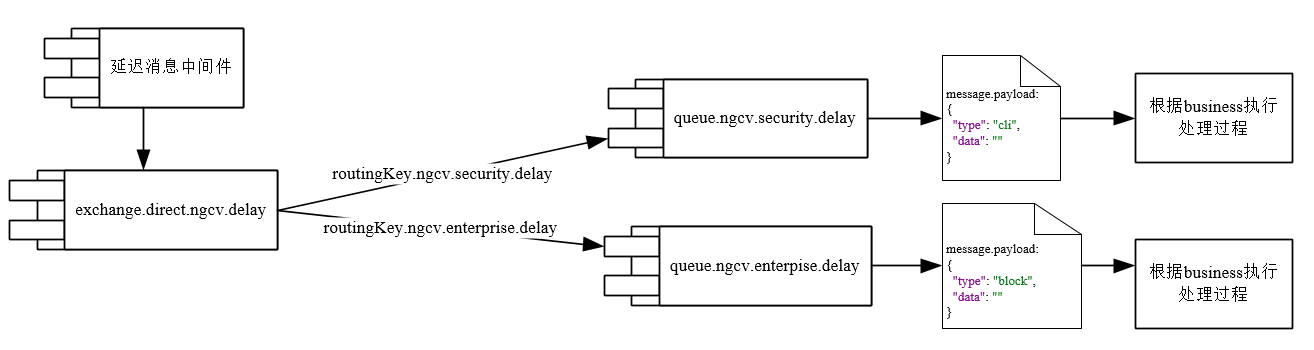 延迟消息中间件
exchange.direct.ngcv.delay
routingKey.ngcv.security.delay
routingKey.ngcv.enterprise.delay
queue.ngcv.security.delay
message.payload:
{
"type": "cli",
"data": ""
}
根据business执行
处理过程
queue.ngcv.enterpise.delay
message.payload:
{
"type": "block",
"data": ""
}
根据business执行
处理过程